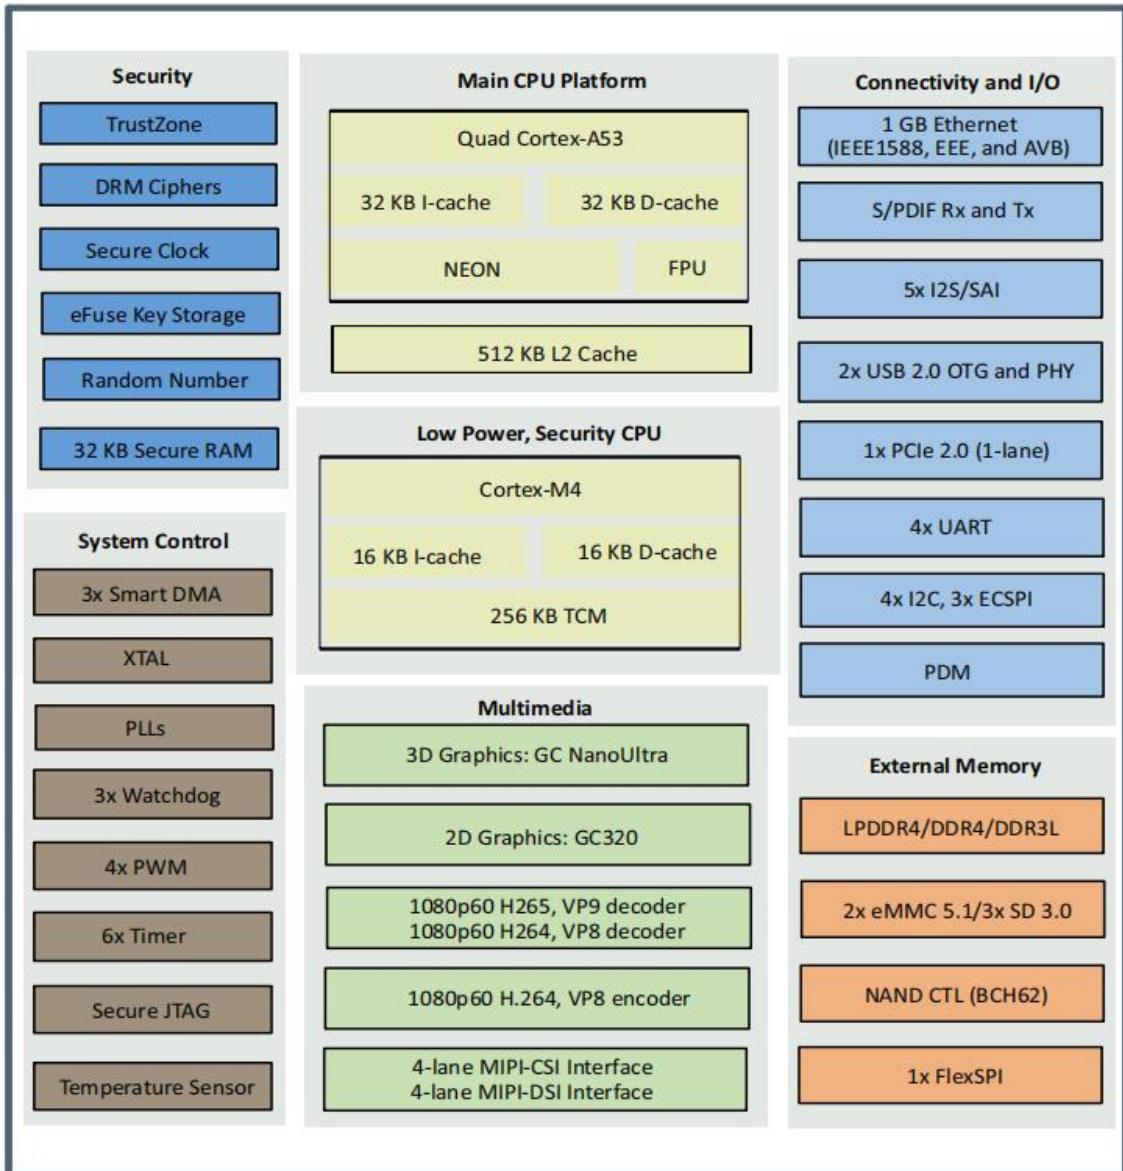 Security
TrustZone
DRM Ciphers
Secure Clock
eFuse Key Storage
Random Number
32 KB Secure RAM
System Control
3x Smart DMA
XTAL
PLLs
3x Watchdog
4x PWM
6x Timer
Secure JTAG
Temperature Sensor
Main CPU Platform
Quad Cortex-A53
32 KB I-cache
32 KB D-cache
NEON
FPU
512 KB L2 Cache
Low Power, Security CPU
Cortex-M4
16 KB I-cache
16 KB D-cache
256 KB TCM
Multimedia
3D Graphics: GC NanoUltra
2D Graphics: GC320
1080p60 H265, VP9 decoder
1080p60 H264, VP8 decoder
1080p60 H.264, VP8 encoder
4-lane MIPI-CSI Interface
4-lane MIPI-DSI Interface
Connectivity and I/O
1 GB Ethernet
(IEEE1588, EEE, and AVB)
S/PDIF Rx and Tx
5x I2S/SAI
2x USB 2.0 OTG and PHY
1x PCIe 2.0 (1-lane)
4x UART
4x I2C, 3x ECSPI
PDM
External Memory
LPDDR4/DDR4/DDR3L
2x eMMC 5.1/3x SD 3.0
NAND CTL (BCH62)
1x FlexSPI